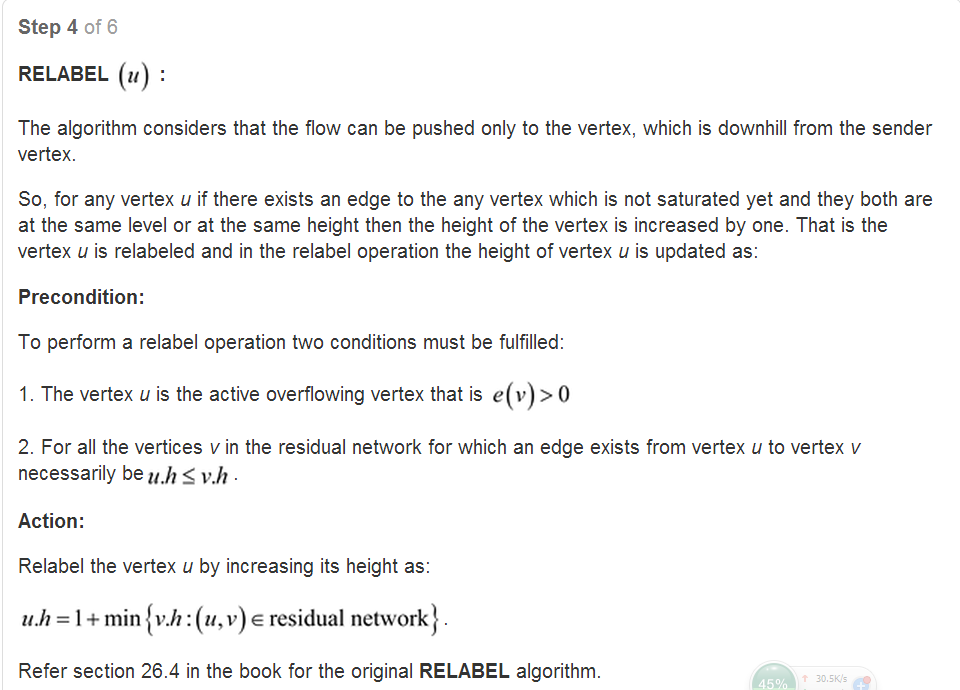 Step 4 of 6
RELABEL (u) :
The algorithm considers that the flow can be pushed only to the vertex, which is downhill from the sender
vertex.
So, for any vertex u if there exists an edge to the any vertex which is not saturated yet and they both are
at the same level or at the same height then the height of the vertex is increased by one. That is the
vertex u is relabeled and in the relabel operation the height of vertex u is updated as:
Precondition:
To perform a relabel operation two conditions must be fulfilled:
1. The vertex u is the active overflowing vertex that is e(v)>0
2. For all the vertices v in the residual network for which an edge exists from vertex u to vertex v
necessarily be u.h ≤ v.h .
Action:
Relabel the vertex u by increasing its height as:
u.h = 1 + min{v.h : (u,v) ∈ residual network} .
Refer section 26.4 in the book for the original RELABEL algorithm.
45% ↑ 30.5K/s